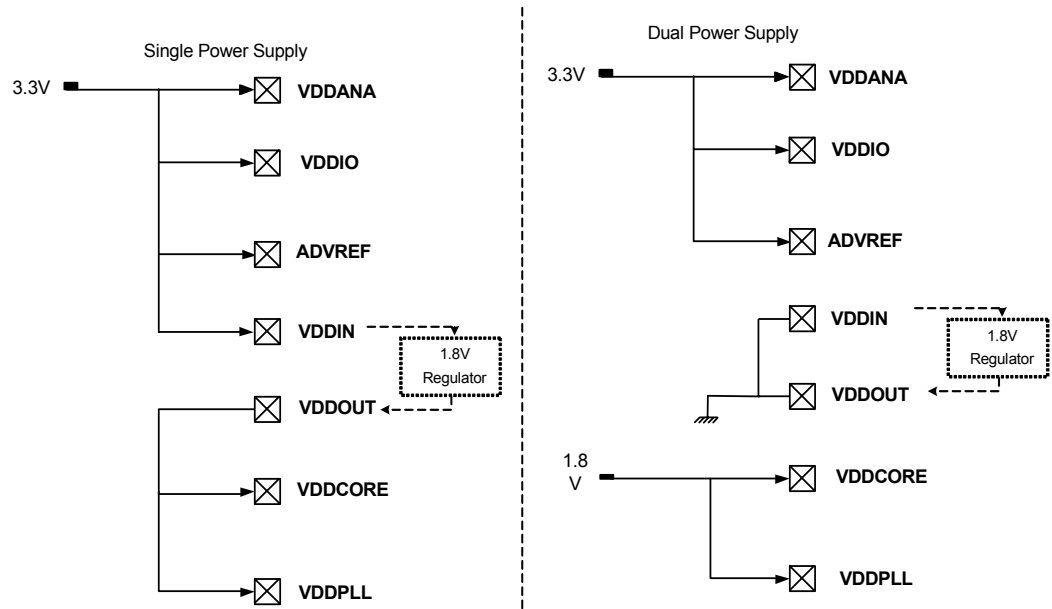 Single Power Supply
3.3V
VDDANA
VDDIO
ADVREF
VDDIN
1.8V
Regulator
VDDOUT
VDDCORE
VDDPLL
Dual Power Supply
3.3V
VDDANA
VDDIO
ADVREF
VDDIN
1.8V
Regulator
VDDOUT
1.8
V
VDDCORE
VDDPLL